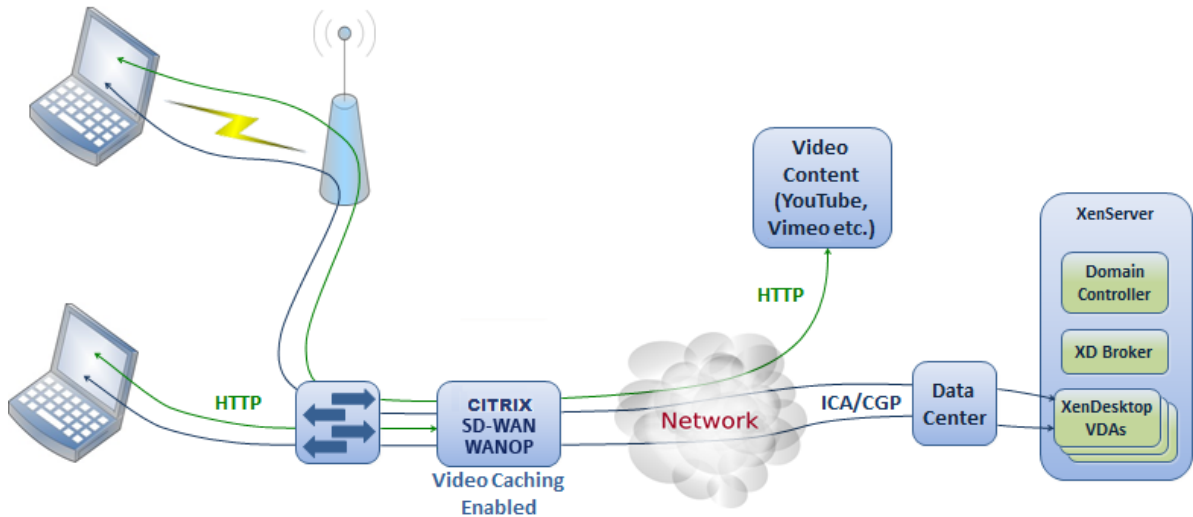 Video
Content
(YouTube,
Vimeo etc.)
XenServer
Domain
Controller
HTTP
XD Broker
HTTP
CITRIX
SD-WAN
WANOP
Network
ICA/CGP
Data
Center
XenDesktop
VDAs
Video Caching
Enabled